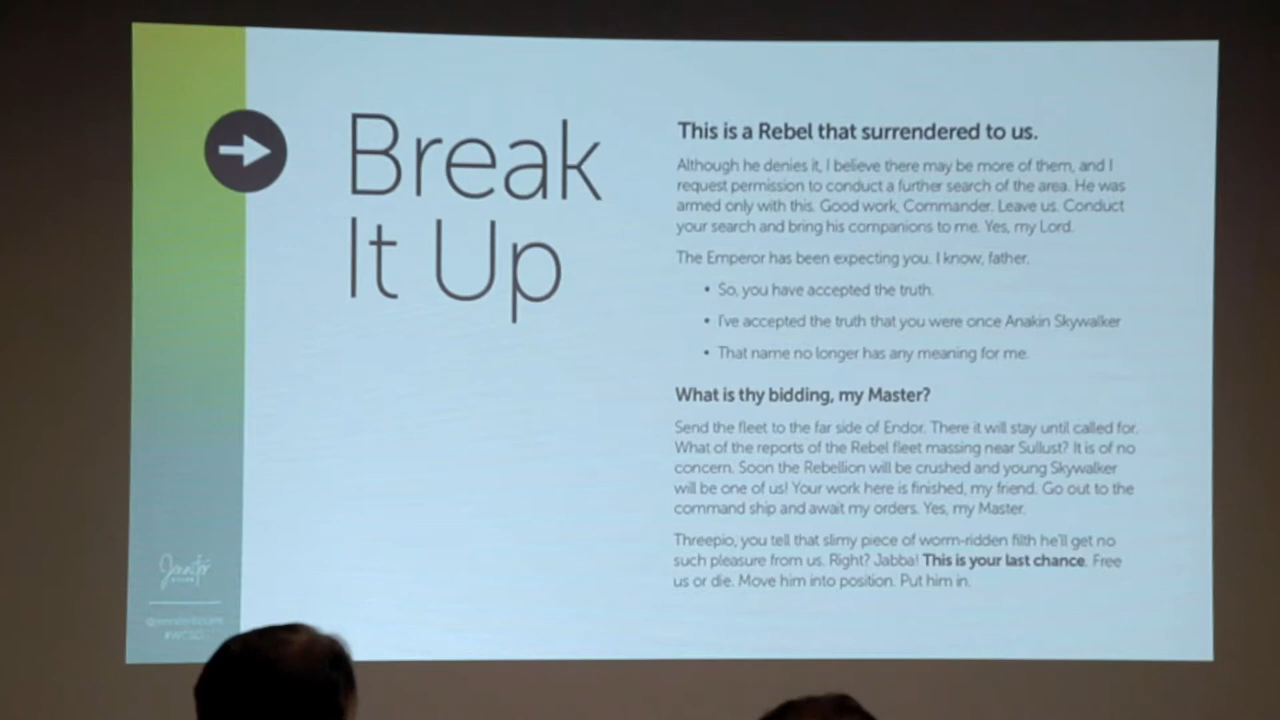 Break
It Up
This is a Rebel that surrendered to us.
Although he denies it, I believe there may be more of them, and I
request permission to conduct a further search of the area. He was
armed only with this. Good work, Commander. Leave us. Conduct
your search and bring his companions to me. Yes, my Lord.
The Emperor has been expecting you. I know, father.
• So, you have accepted the truth.
• I've accepted the truth that you were once Anakin Skywalker
• That name no longer has any meaning for me.
What is thy bidding, my Master?
Send the fleet to the far side of Endor. There it will stay until called for.
What of the reports of the Rebel fleet massing near Sullust? It is of no
concern. Soon the Rebellion will be crushed and young Skywalker
will be one of us! Your work here is finished, my friend. Go out to the
command ship and await my orders. Yes, my Master.
Threepio, you tell that slimy piece of worm-ridden filth he'll get no
such pleasure from us. Right? Jabba! This is your last chance. Free
us or die. Move him into position. Put him in.
Jennifer